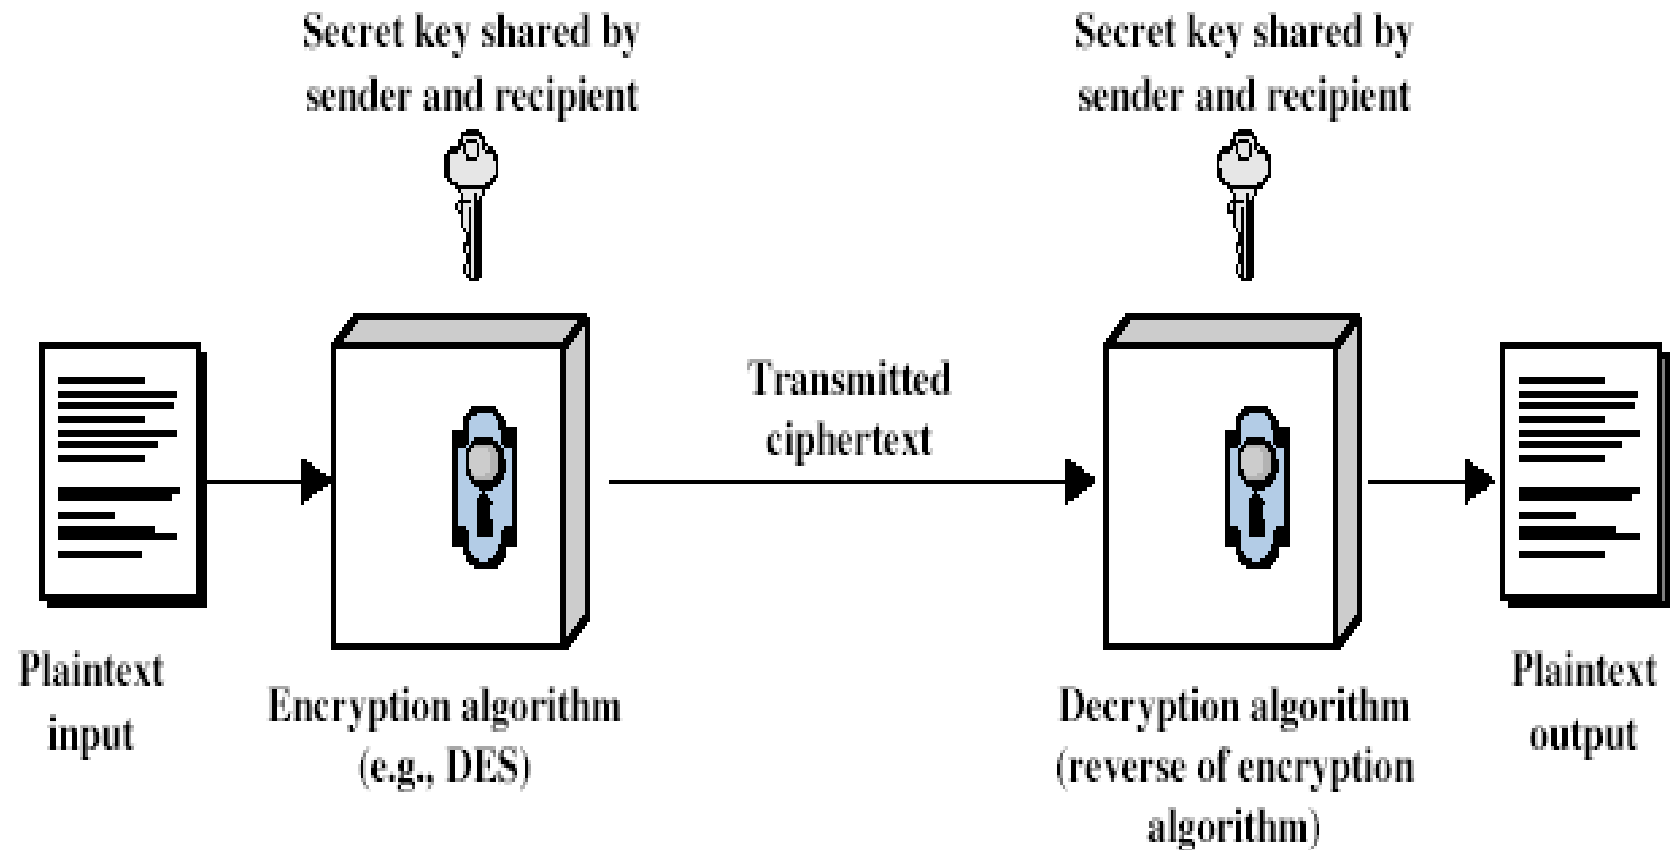 Secret key shared by
sender and recipient
Secret key shared by
sender and recipient
Transmitted
ciphertext
Plaintext
input
Encryption algorithm
(e.g., DES)
Decryption algorithm
(reverse of encryption
algorithm)
Plaintext
output